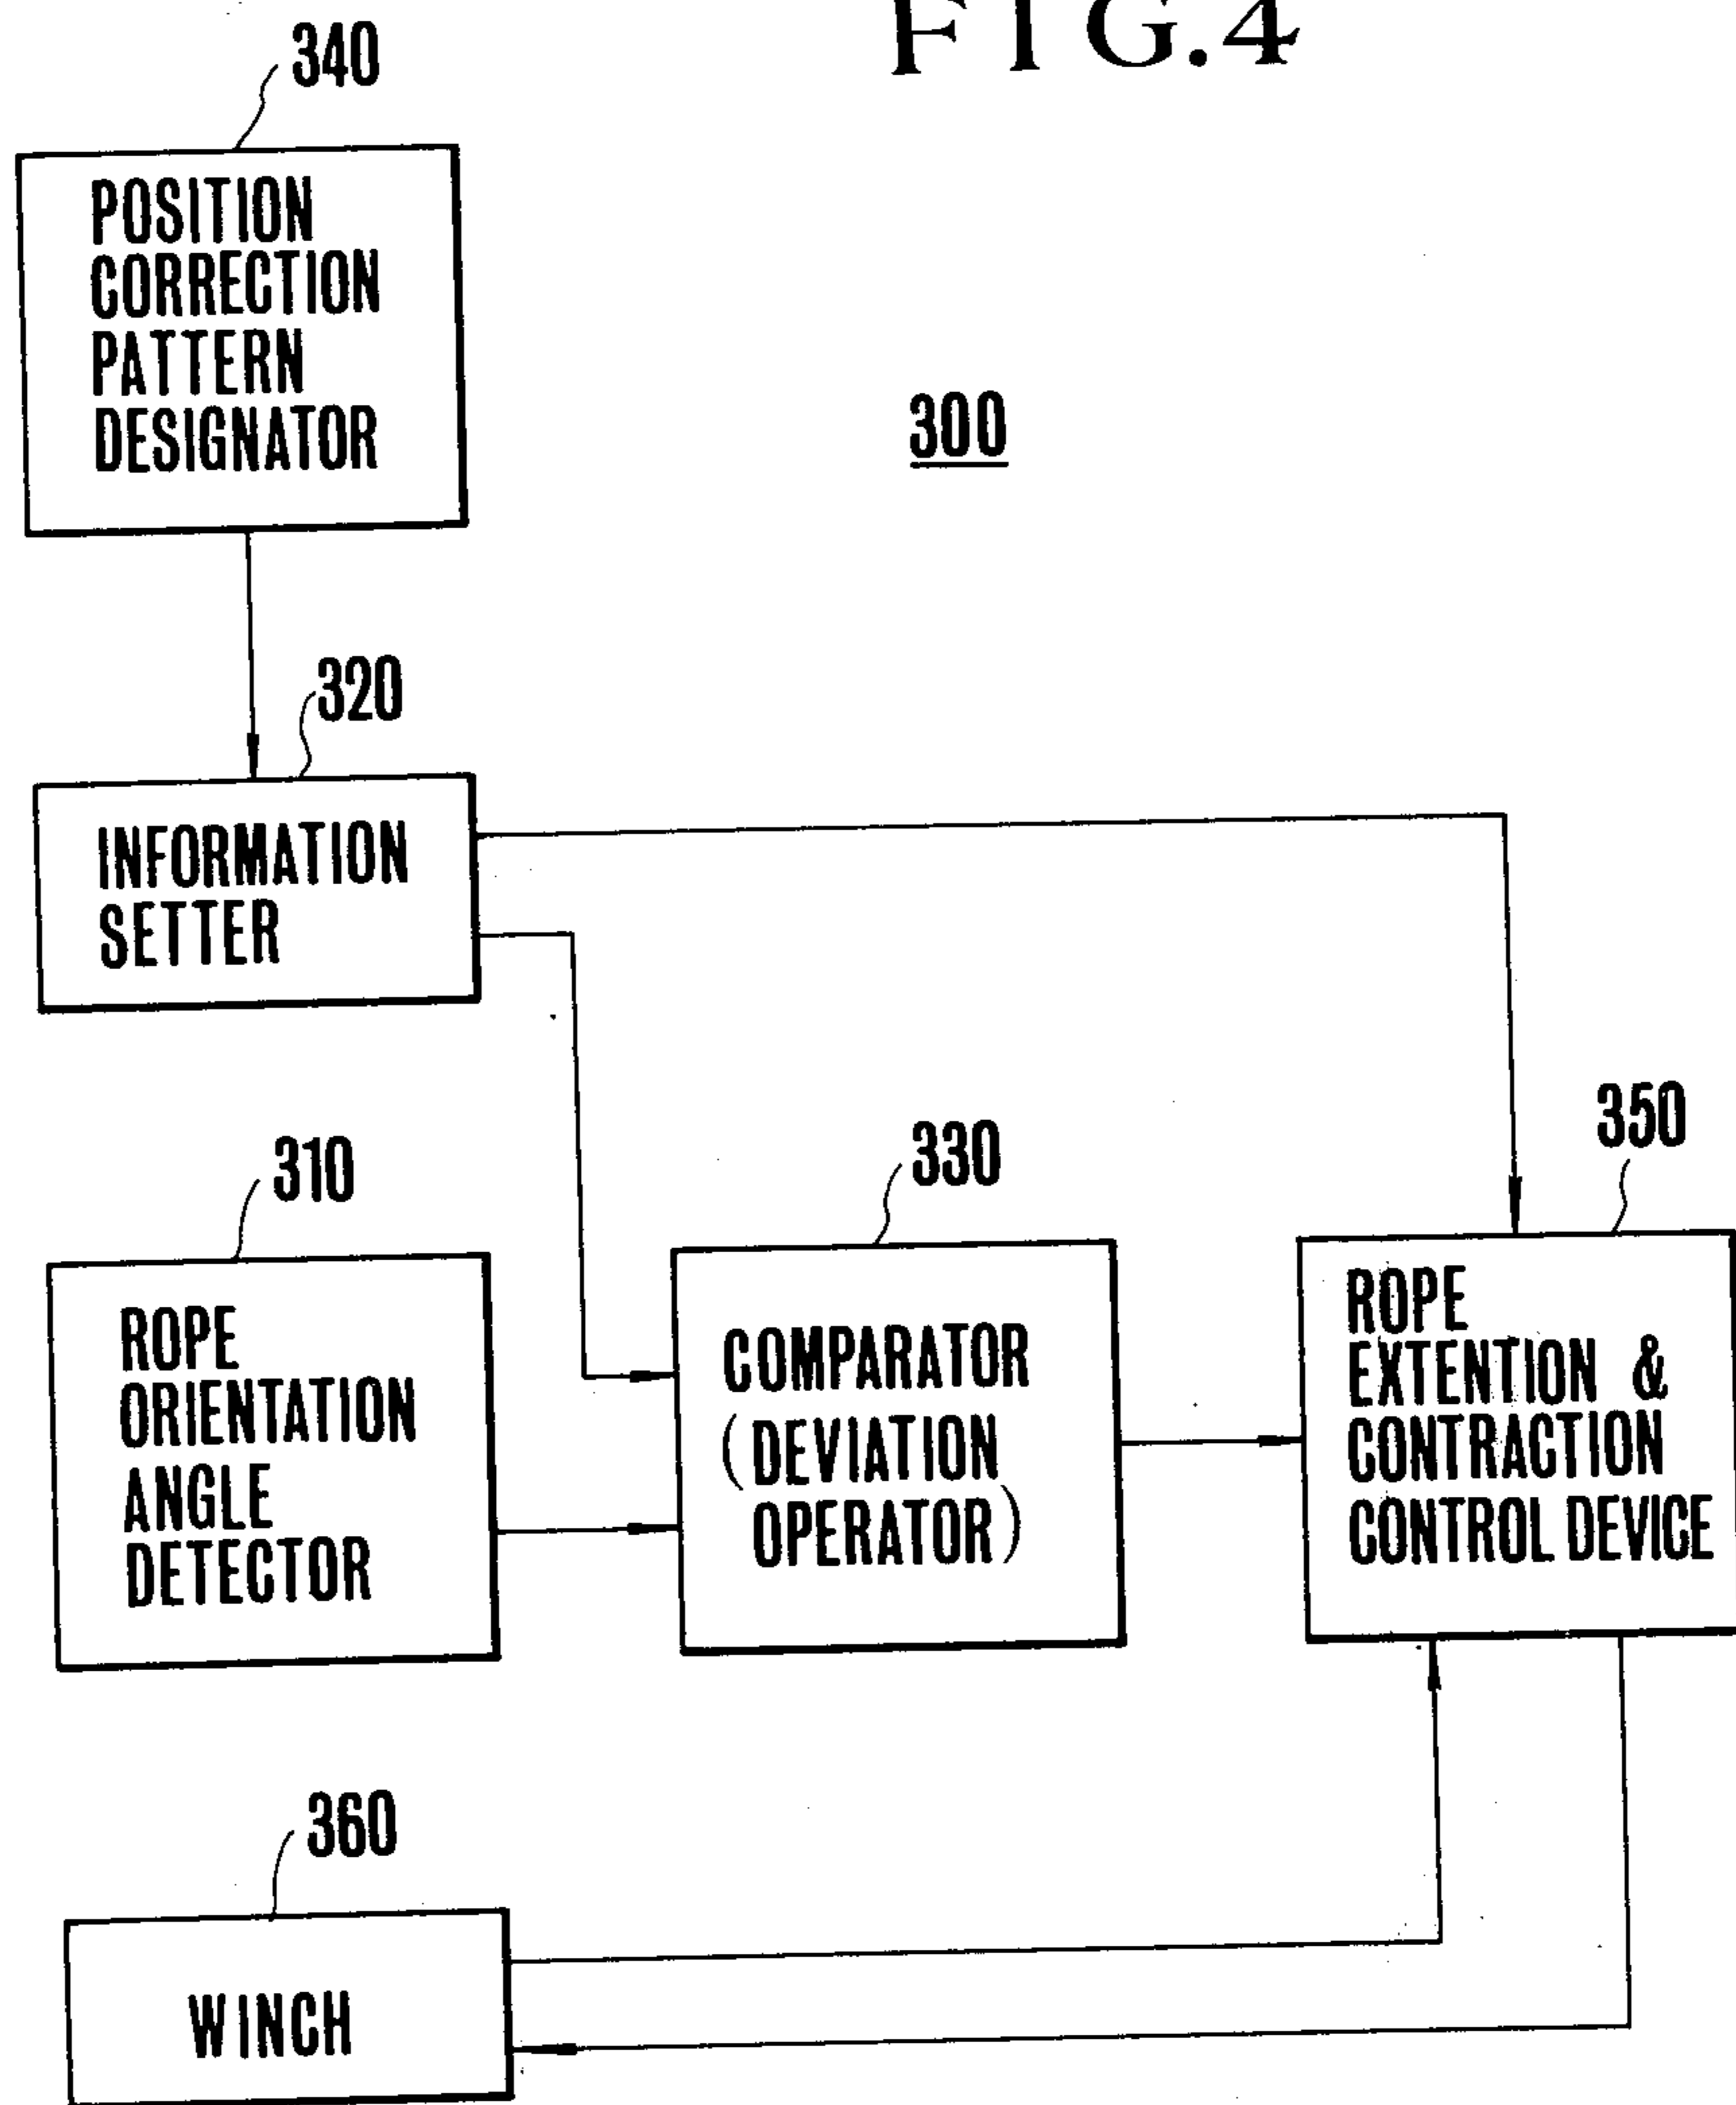 FIG.4
340
POSITION
CORRECTION
PATTERN
DESIGNATOR
300
320
INFORMATION
SETTER
310
ROPE
ORIENTATION
ANGLE
DETECTOR
330
COMPARATOR
(DEVIATION
OPERATOR)
350
ROPE
EXTENTION &
CONTRACTION
CONTROL DEVICE
360
WINCH